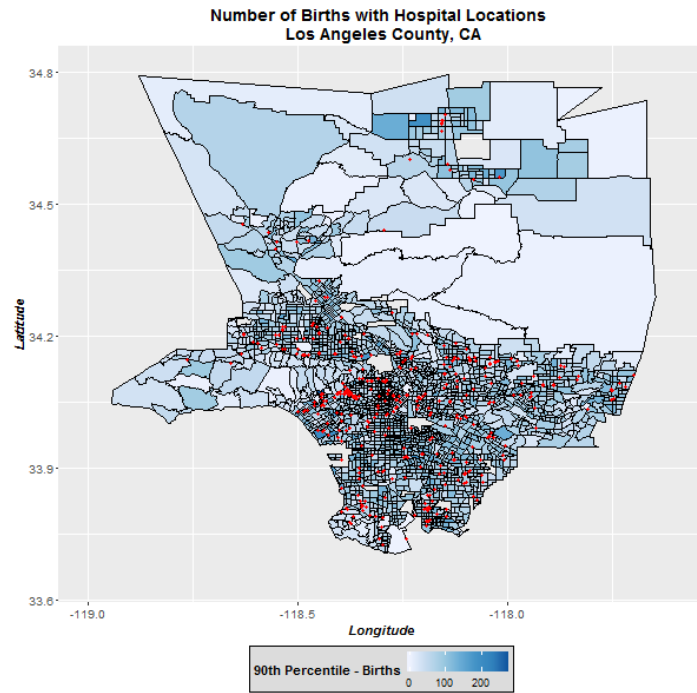 Number of Births with Hospital Locations
Los Angeles County, CA
34.8
34.5
34.2
33.9
33.6
Latitude
-119.0
-118.5
-118.0
Longitude
90th Percentile - Births
0
100
200